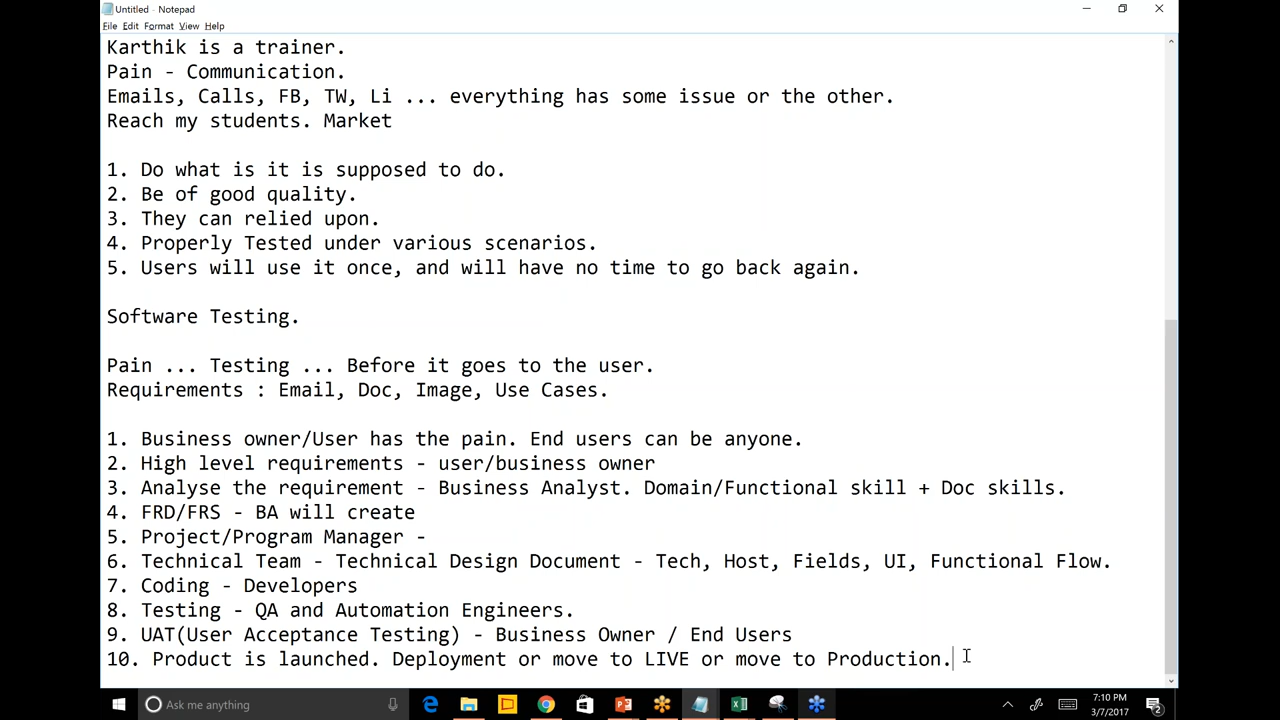 Untitled - Notepad
File Edit Format View Help
Karthik is a trainer.
Pain - Communication.
Emails, Calls, FB, TW, Li ... everything has some issue or the other.
Reach my students. Market
1. Do what is it is supposed to do.
2. Be of good quality.
3. They can relied upon.
4. Properly Tested under various scenarios.
5. Users will use it once, and will have no time to go back again.
Software Testing.
Pain ... Testing ... Before it goes to the user.
Requirements : Email, Doc, Image, Use Cases.
1. Business owner/User has the pain. End users can be anyone.
2. High level requirements - user/business owner
3. Analyse the requirement - Business Analyst. Domain/Functional skill + Doc skills.
4. FRD/FRS - BA will create
5. Project/Program Manager -
6. Technical Team - Technical Design Document - Tech, Host, Fields, UI, Functional Flow.
7. Coding - Developers
8. Testing - QA and Automation Engineers.
9. UAT(User Acceptance Testing) - Business Owner / End Users
10. Product is launched. Deployment or move to LIVE or move to Production.
Ask me anything
7:10 PM
3/7/2017
2